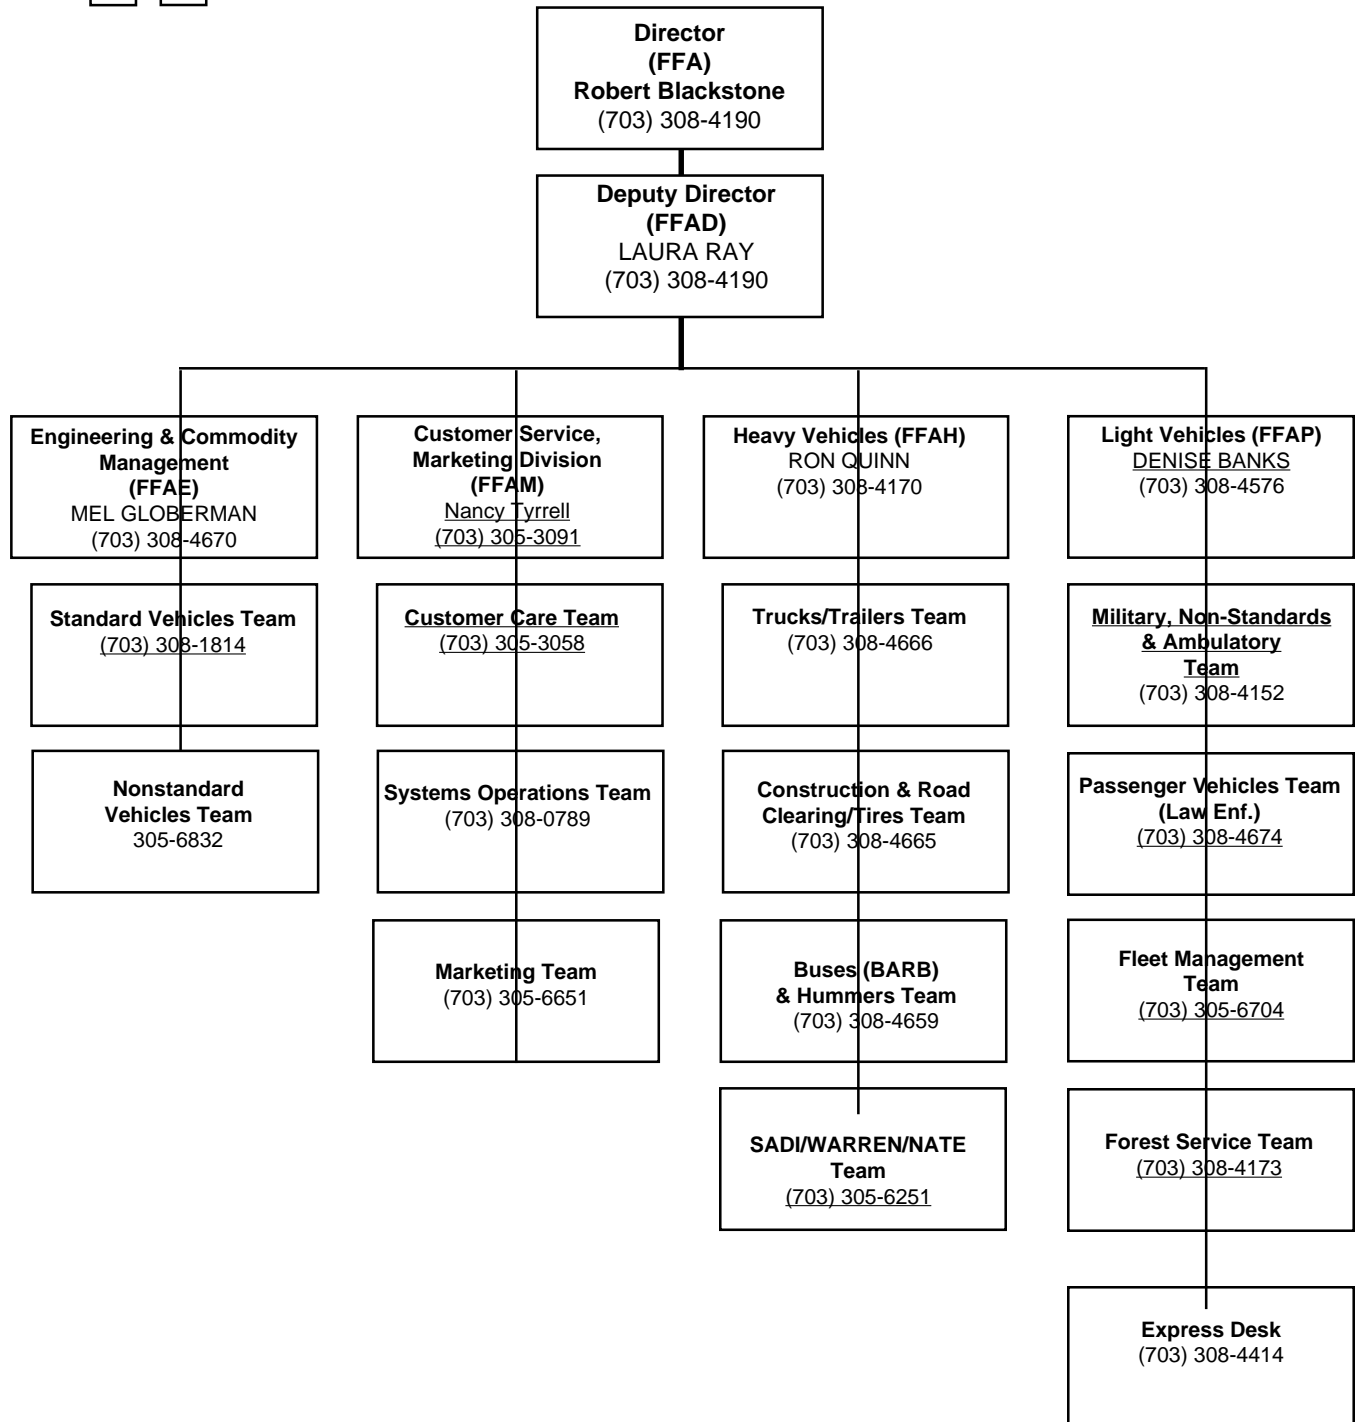 Director
(FFA)
Robert Blackstone
(703) 308-4190
Deputy Director
(FFAD)
LAURA RAY
(703) 308-4190
Engineering & Commodity
Management
(FFAE)
MEL GLOBERMAN
(703) 308-4670
Standard Vehicles Team
(703) 308-1814
Nonstandard
Vehicles Team
305-6832
Customer Service,
Marketing Division
(FFAM)
Nancy Tyrrell
(703) 305-3091
Customer Care Team
(703) 305-3058
Systems Operations Team
(703) 308-0789
Marketing Team
(703) 305-6651
Heavy Vehicles (FFAH)
RON QUINN
(703) 308-4170
Trucks/Trailers Team
(703) 308-4666
Construction & Road
Clearing/Tires Team
(703) 308-4665
Buses (BARB)
& Hummers Team
(703) 308-4659
SADI/WARREN/NATE
Team
(703) 305-6251
Light Vehicles (FFAP)
DENISE BANKS
(703) 308-4576
Military, Non-Standards
& Ambulatory
Team
(703) 308-4152
Passenger Vehicles Team
(Law Enf.)
(703) 308-4674
Fleet Management
Team
(703) 305-6704
Forest Service Team
(703) 308-4173
Express Desk
(703) 308-4414